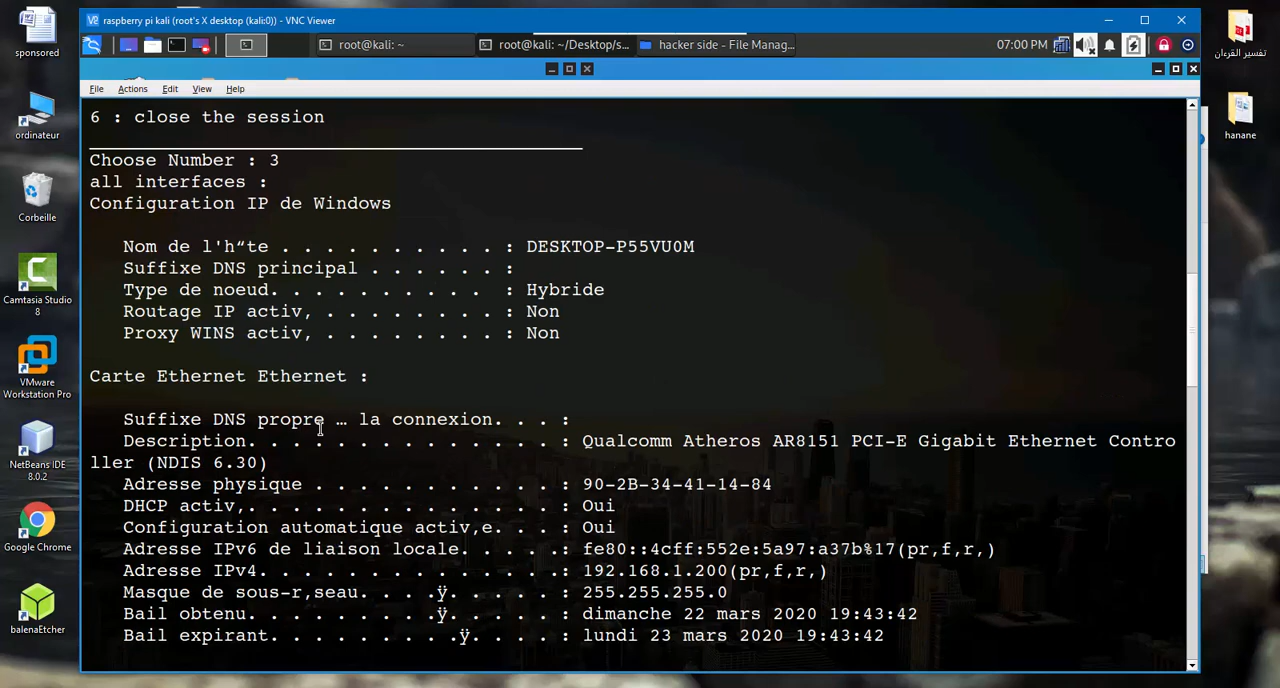 raspberry pi kali (root's X desktop (kali:0)) - VNC Viewer
root@kali: ~
root@kali: ~/Desktop/s...
hacker side - File Manag...
07:00 PM
File Actions Edit View Help
6 : close the session
Choose Number : 3
all interfaces :
Configuration IP de Windows
Nom de l'h“te . . . . . . . . . . : DESKTOP-P55VU0M
Suffixe DNS principal . . . . . . :
Type de noeud. . . . . . . . . . : Hybride
Routage IP activ‚ . . . . . . . . : Non
Proxy WINS activ‚ . . . . . . . . : Non
Carte Ethernet Ethernet :
Suffixe DNS propre … la connexion. . . :
Description. . . . . . . . . . . . . . : Qualcomm Atheros AR8151 PCI-E Gigabit Ethernet Contro
ller (NDIS 6.30)
Adresse physique . . . . . . . . . . . : 90-2B-34-41-14-84
DHCP activ‚. . . . . . . . . . . . . . : Oui
Configuration automatique activ‚e. . . : Oui
Adresse IPv6 de liaison locale. . . . .: fe80::4cff:552e:5a97:a37b%17(pr‚f‚r‚)
Adresse IPv4. . . . . . . . . . . . . .: 192.168.1.200(pr‚f‚r‚)
Masque de sous-r‚seau. . . .ÿ. . . . . : 255.255.255.0
Bail obtenu. . . . . . . . .ÿ. . . . . : dimanche 22 mars 2020 19:43:42
Bail expirant. . . . . . . . .ÿ. . . . : lundi 23 mars 2020 19:43:42
sponsored
ordinateur
Corbeille
Camtasia Studio
8
VMware
Workstation Pro
NetBeans IDE
8.0.2
Google Chrome
balenaEtcher
تفسير القرءان
hanane